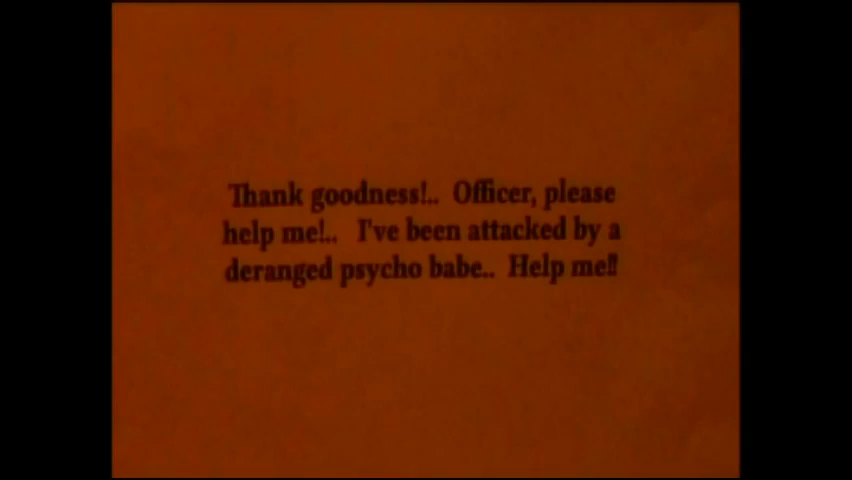 Thank goodness!..  Officer, please
help me!..  I've been attacked by a
deranged psycho babe..  Help me!!